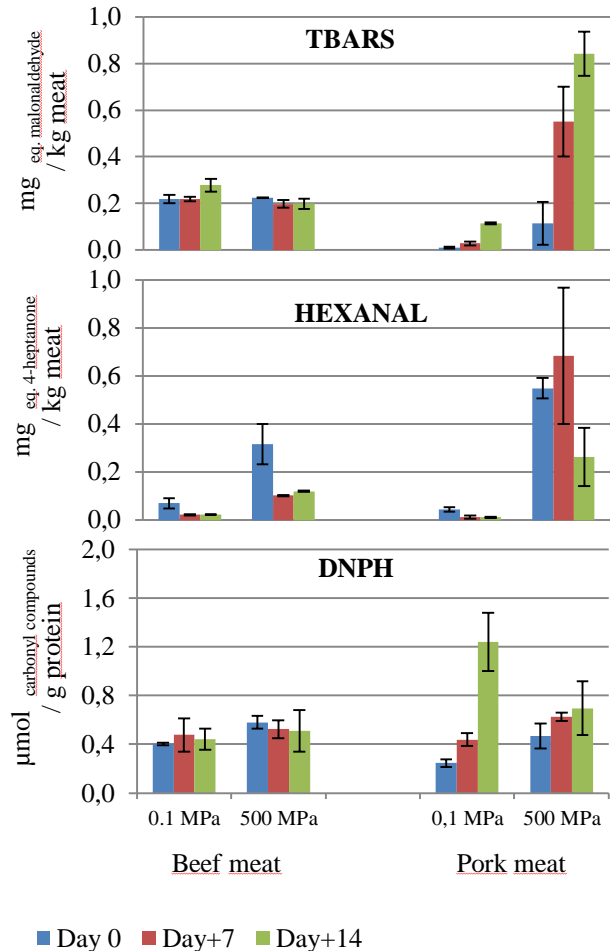 TBARS
1,0
0,8
0,6
0,4
0,2
0,0
mg eq. malonaldehyde
/ kg meat
HEXANAL
1,0
0,8
0,6
0,4
0,2
0,0
mg eq. 4-heptanone
/ kg meat
DNPH
2,0
1,6
1,2
0,8
0,4
0,0
µmol carbonyl compounds
/ g protein
0.1 MPa 500 MPa 0,1 MPa 500 MPa
Beef meat Pork meat
Day 0 Day+7 Day+14